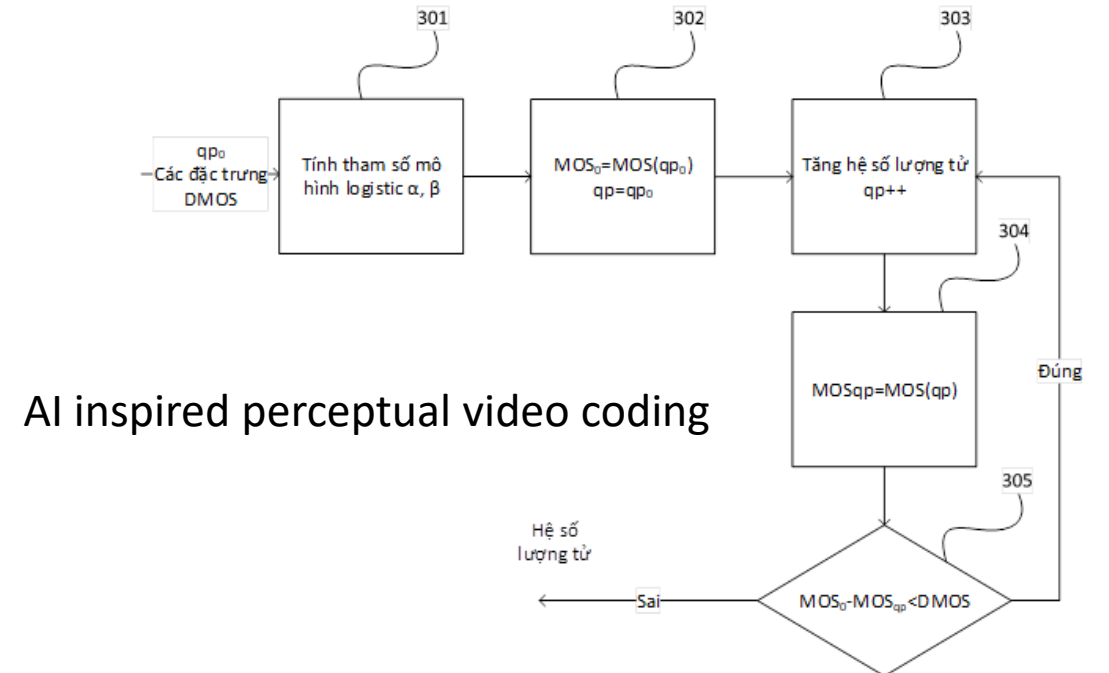 301
302
303
qp₀
Các đặc trưng
DMOS
Tính tham số mô
hình logistic α, β
MOS₀=MOS(qp₀)
qp=qp₀
Tăng hệ số lượng tử
qp++
304
MOSqp=MOS(qp)
Đúng
AI inspired perceptual video coding
305
Hệ số
lượng tử
Sai
MOS₀-MOSqp<DMOS